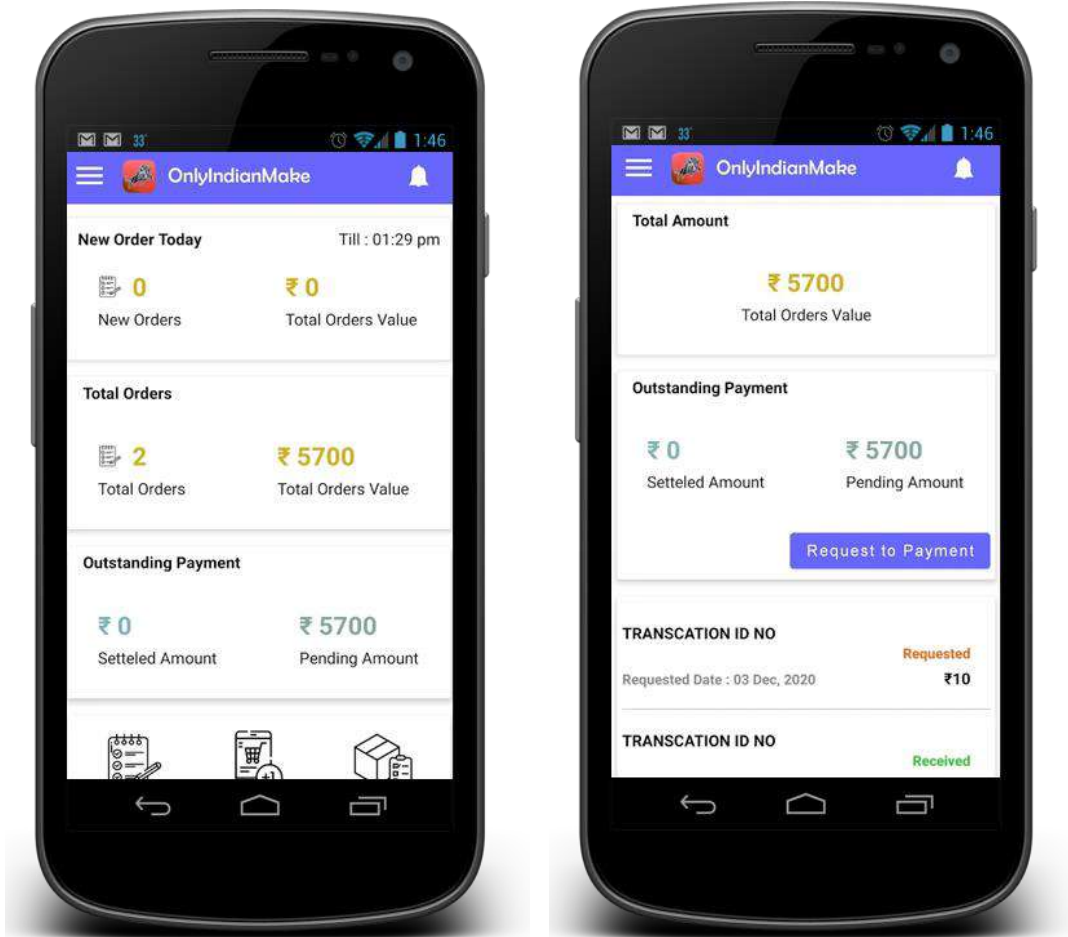 33° 1:46
OnlyIndianMake
New Order Today Till : 01:29 pm
0 ₹ 0
New Orders Total Orders Value
Total Orders
2 ₹ 5700
Total Orders Total Orders Value
Outstanding Payment
₹ 0 ₹ 5700
Setteled Amount Pending Amount
+1
33° 1:46
OnlyIndianMake
Total Amount
₹ 5700
Total Orders Value
Outstanding Payment
₹ 0 ₹ 5700
Setteled Amount Pending Amount
Request to Payment
TRANSCATION ID NO
Requested
Requested Date : 03 Dec, 2020 ₹10
TRANSCATION ID NO
Received